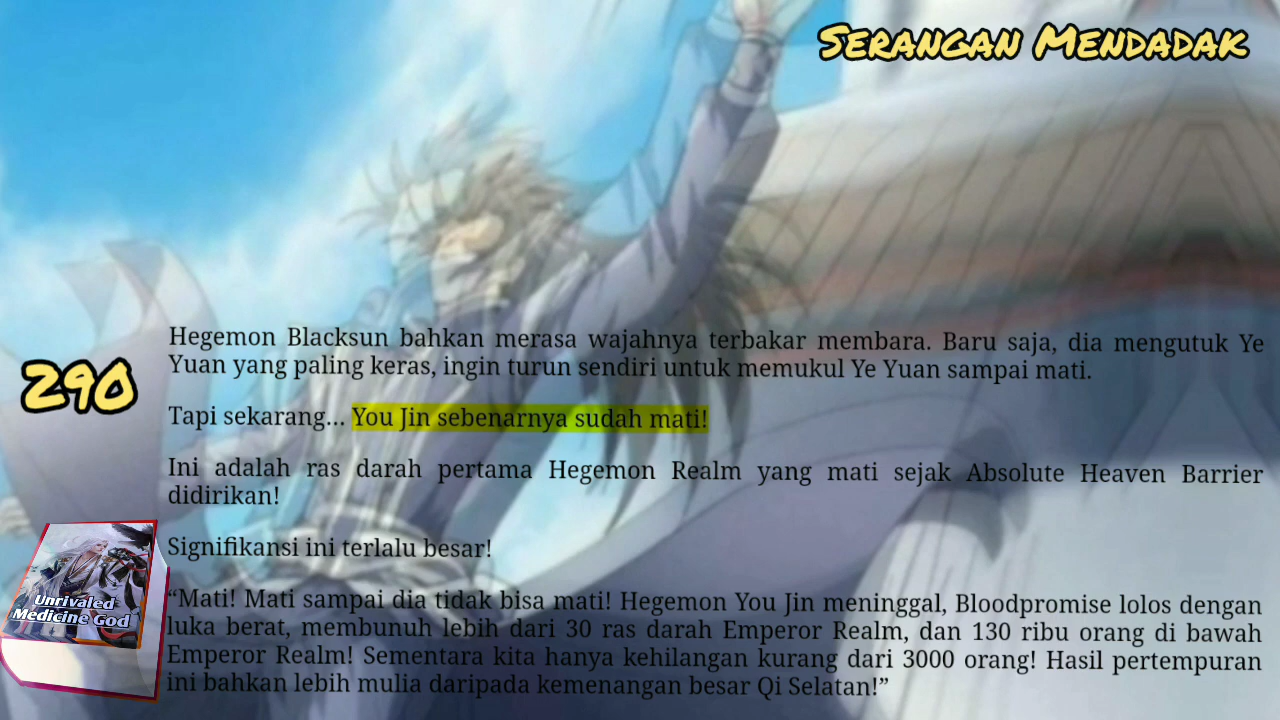 Serangan Mendadak
Hegemon Blacksun bahkan merasa wajahnya terbakar membara. Baru saja, dia mengutuk Ye
Yuan yang paling keras, ingin turun sendiri untuk memukul Ye Yuan sampai mati.
290
Tapi sekarang... You Jin sebenarnya sudah mati!
Ini adalah ras darah pertama Hegemon Realm yang mati sejak Absolute Heaven Barrier
didirikan!
Signifikansi ini terlalu besar!
“Mati! Mati sampai dia tidak bisa mati! Hegemon You Jin meninggal, Bloodpromise lolos dengan
luka berat, membunuh lebih dari 30 ras darah Emperor Realm, dan 130 ribu orang di bawah
Emperor Realm! Sementara kita hanya kehilangan kurang dari 3000 orang! Hasil pertempuran
ini bahkan lebih mulia daripada kemenangan besar Qi Selatan!”
Unrivaled
Medicine God